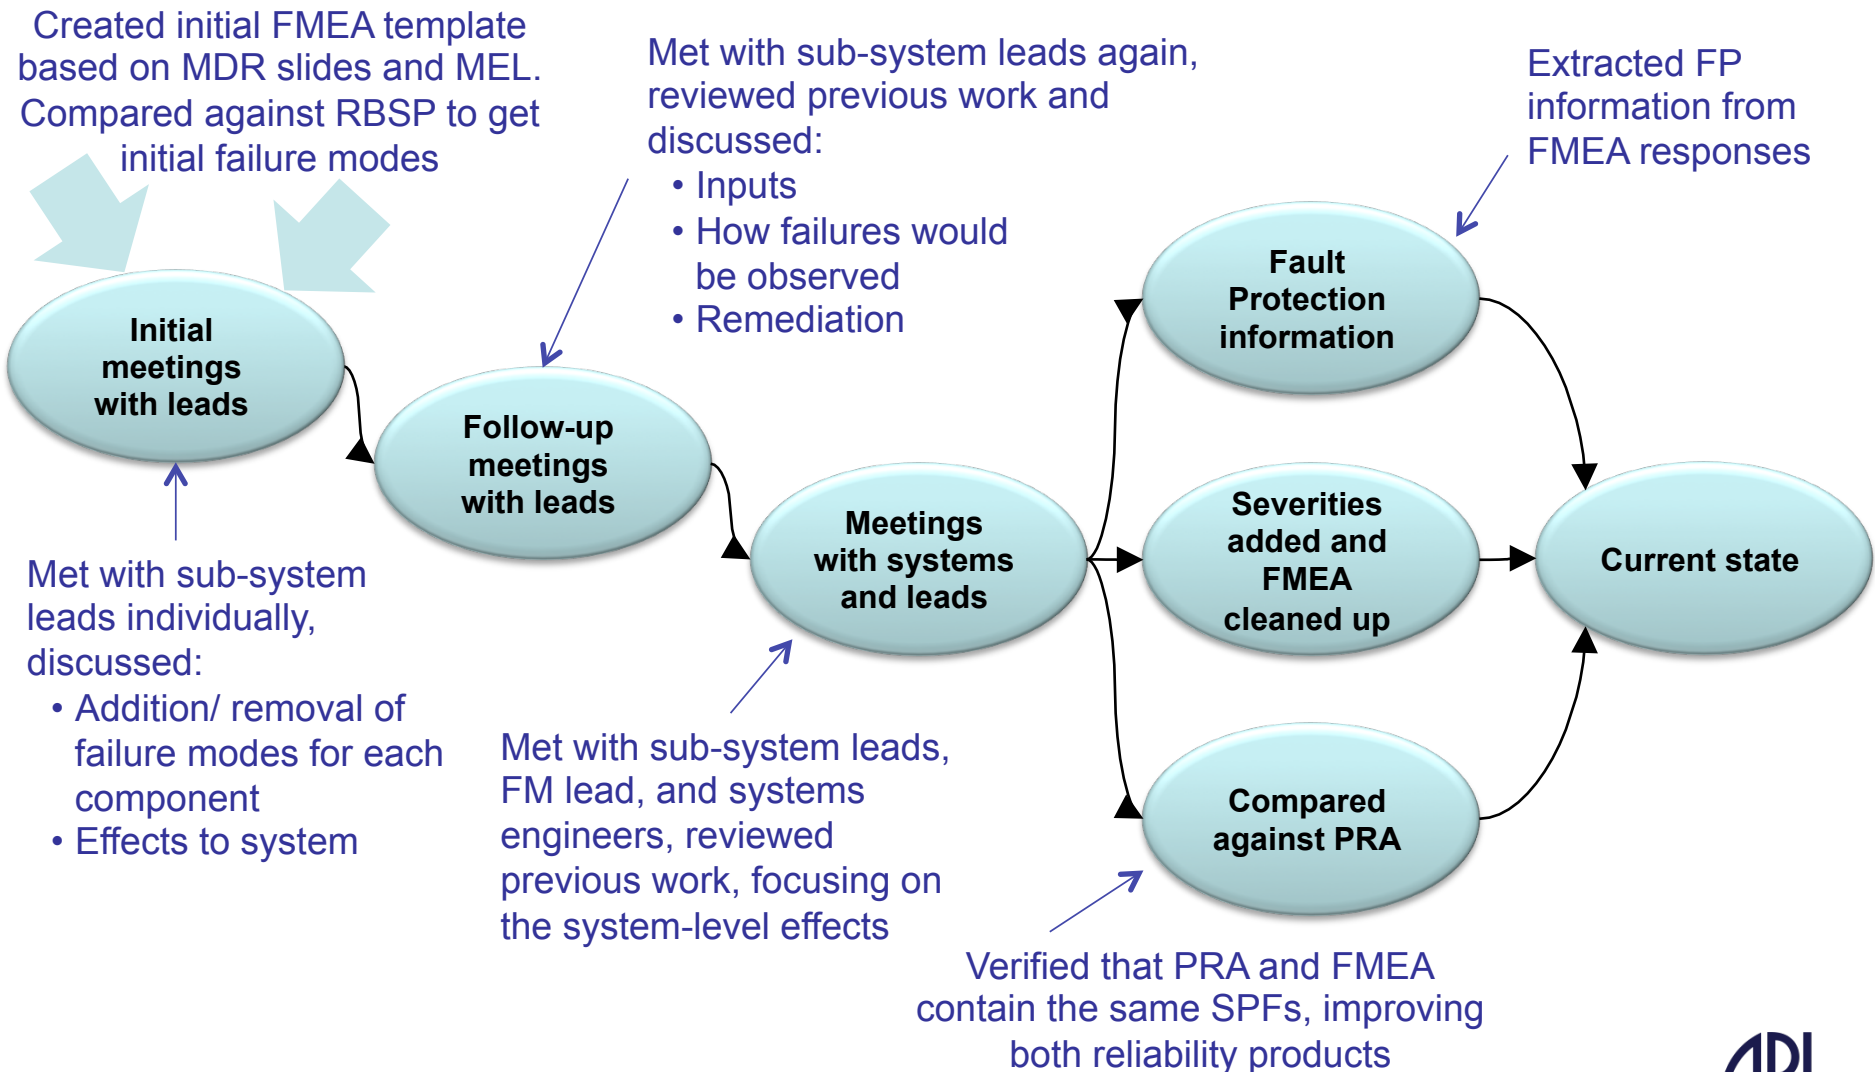 Created initial FMEA template
based on MDR slides and MEL.
Compared against RBSP to get
initial failure modes
Met with sub-system leads again,
reviewed previous work and
discussed:
• Inputs
• How failures would
be observed
• Remediation
Extracted FP
information from
FMEA responses
Initial
meetings
with leads
Follow-up
meetings
with leads
Meetings
with systems
and leads
Fault
Protection
information
Severities
added and
FMEA
cleaned up
Compared
against PRA
Current state
Met with sub-system
leads individually,
discussed:
• Addition/ removal of
failure modes for each
component
• Effects to system
Met with sub-system leads,
FM lead, and systems
engineers, reviewed
previous work, focusing on
the system-level effects
Verified that PRA and FMEA
contain the same SPFs, improving
both reliability products